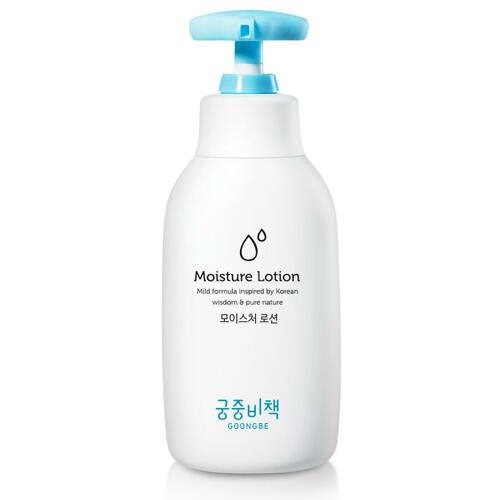 Moisture Lotion
Mild formula inspired by Korean
wisdom & pure nature
모이스처 로션
궁중비책
GOONGBE